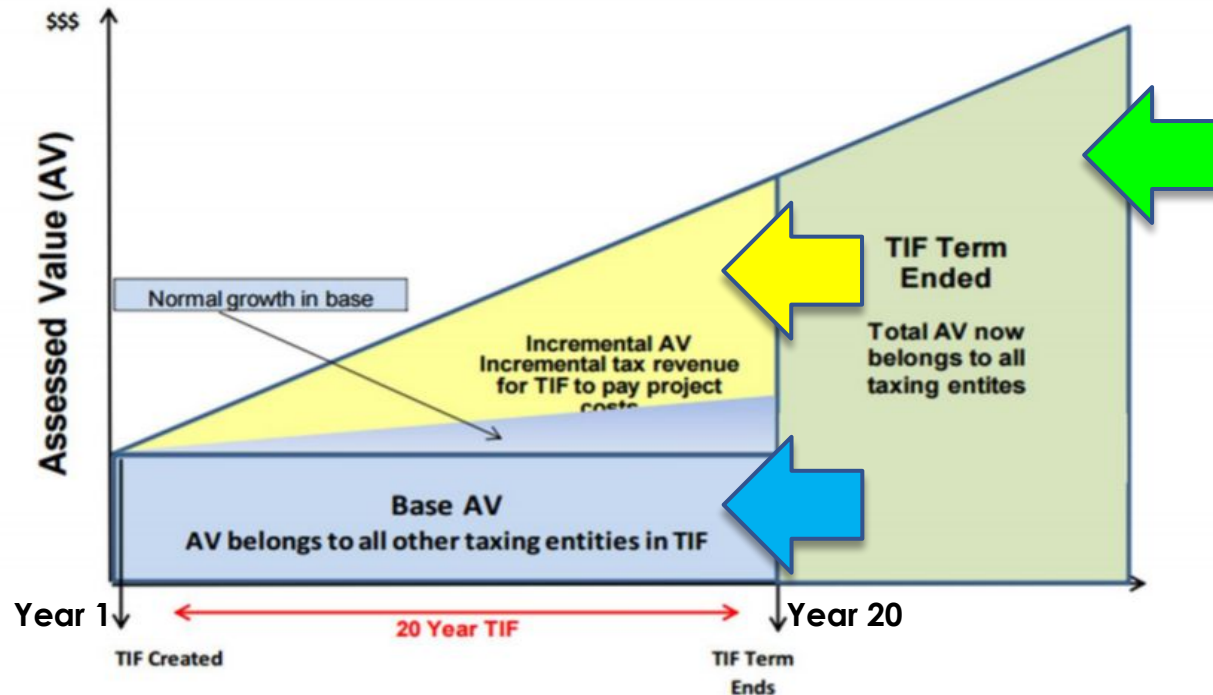 $$$
Assessed Value (AV)
Normal growth in base
Incremental AV
Incremental tax revenue
for TIF to pay project
costs
TIF Term
Ended
Total AV now
belongs to all
taxing entites
Base AV
AV belongs to all other taxing entities in TIF
Year 1
20 Year TIF
Year 20
TIF Created
TIF Term
Ends